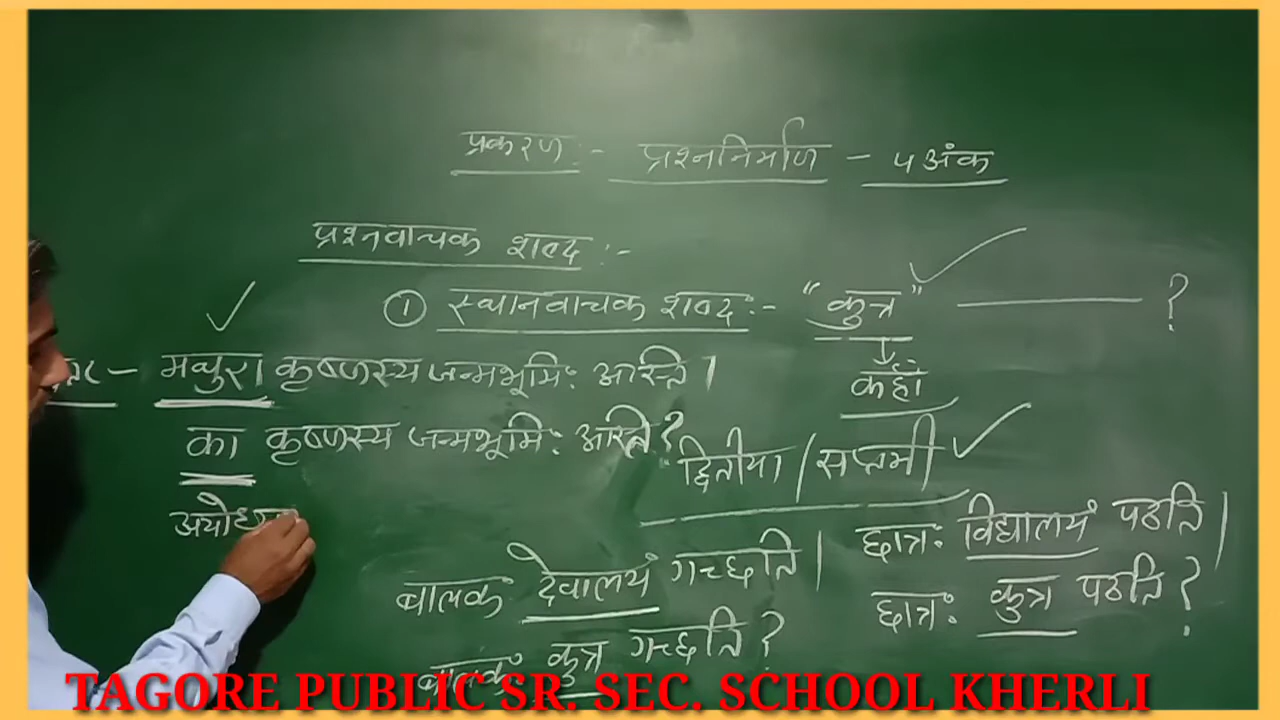 प्रकरण :- प्रश्ननिर्माण - ५ अंक
प्रश्नवाचक शब्द :-
① स्थानवाचक शब्द :- "कुत्र" ?
कहाँ
मथुरा कृष्णस्य जन्मभूमिः अस्ति।
का कृष्णस्य जन्मभूमिः अस्ति?
द्वितीया / सप्तमी
बालकः देवालयं गच्छति।
बालकः कुत्र गच्छति?
छात्रः विद्यालयं पठति।
छात्रः कुत्र पठति?
TAGORE PUBLIC SR. SEC. SCHOOL KHERLI